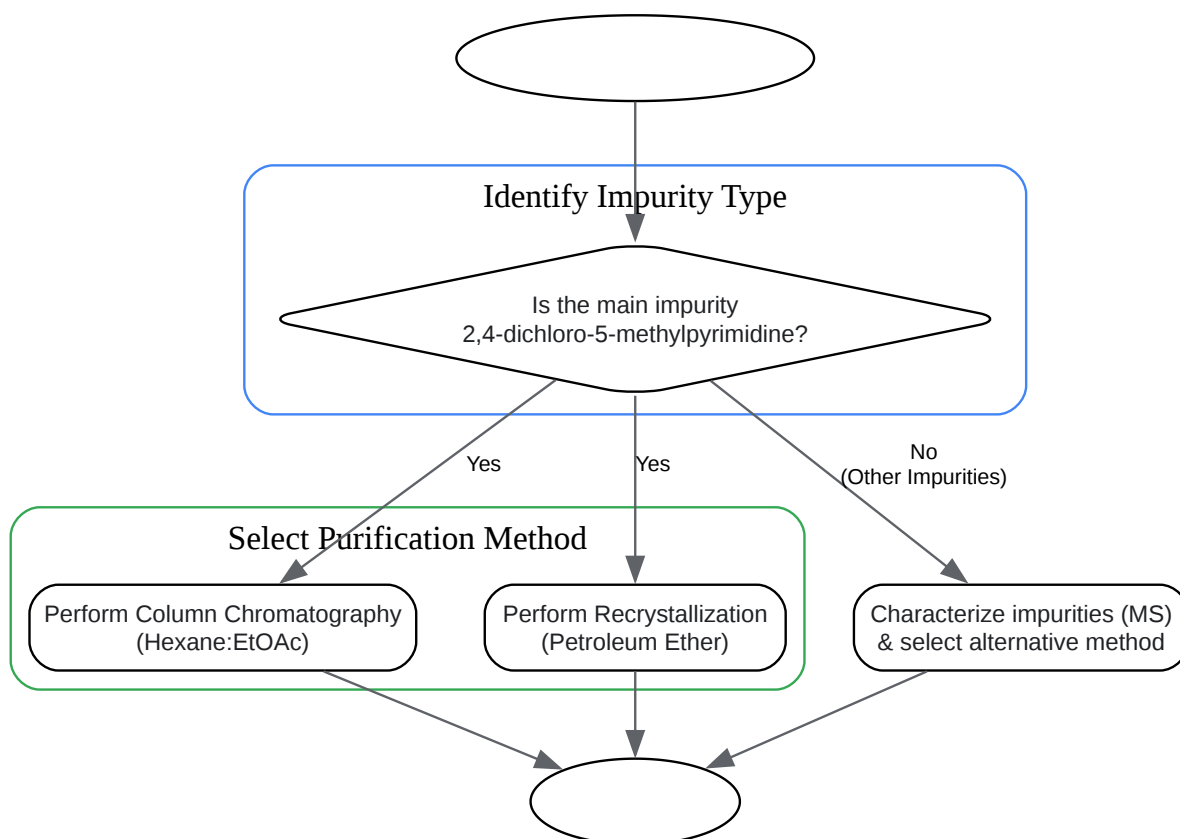 Identify Impurity Type
Is the main impurity
2,4-dichloro-5-methylpyrimidine?
Yes
Yes
No
(Other Impurities)
Select Purification Method
Perform Column Chromatography
(Hexane:EtOAc)
Perform Recrystallization
(Petroleum Ether)
Characterize impurities (MS)
& select alternative method